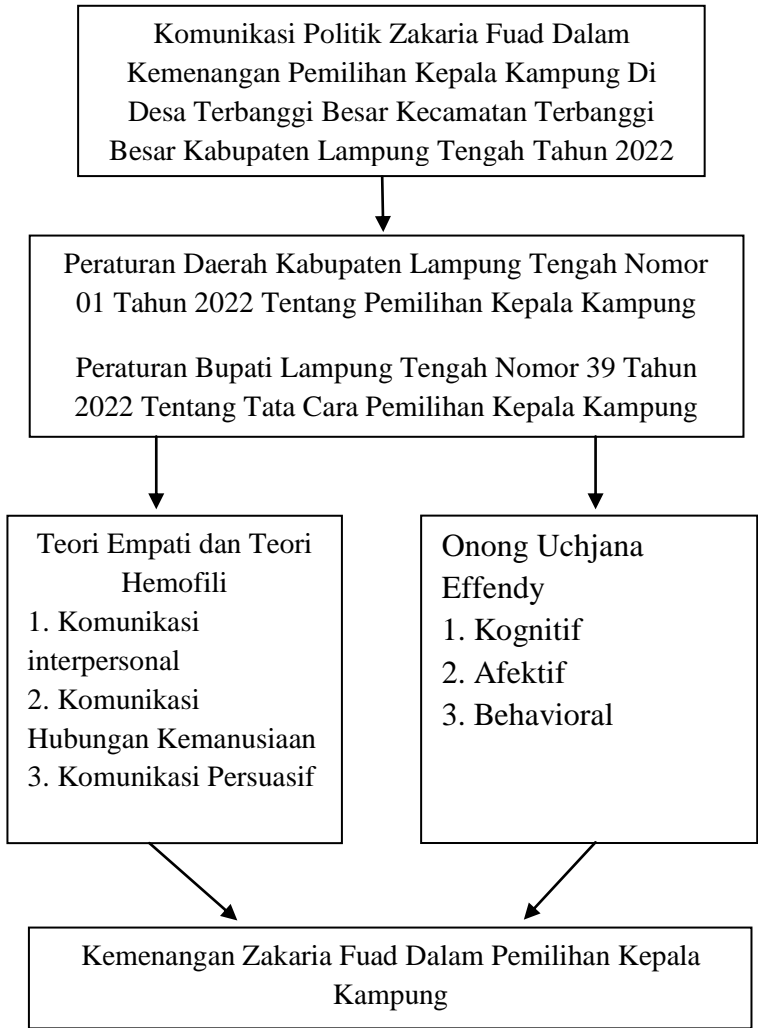 Komunikasi Politik Zakaria Fuad Dalam
Kemenangan Pemilihan Kepala Kampung Di
Desa Terbanggi Besar Kecamatan Terbanggi
Besar Kabupaten Lampung Tengah Tahun 2022
Peraturan Daerah Kabupaten Lampung Tengah Nomor
01 Tahun 2022 Tentang Pemilihan Kepala Kampung
Peraturan Bupati Lampung Tengah Nomor 39 Tahun
2022 Tentang Tata Cara Pemilihan Kepala Kampung
Teori Empati dan Teori
Hemofili
1. Komunikasi
interpersonal
2. Komunikasi
Hubungan Kemanusiaan
3. Komunikasi Persuasif
Onong Uchjana
Effendy
1. Kognitif
2. Afektif
3. Behavioral
Kemenangan Zakaria Fuad Dalam Pemilihan Kepala
Kampung